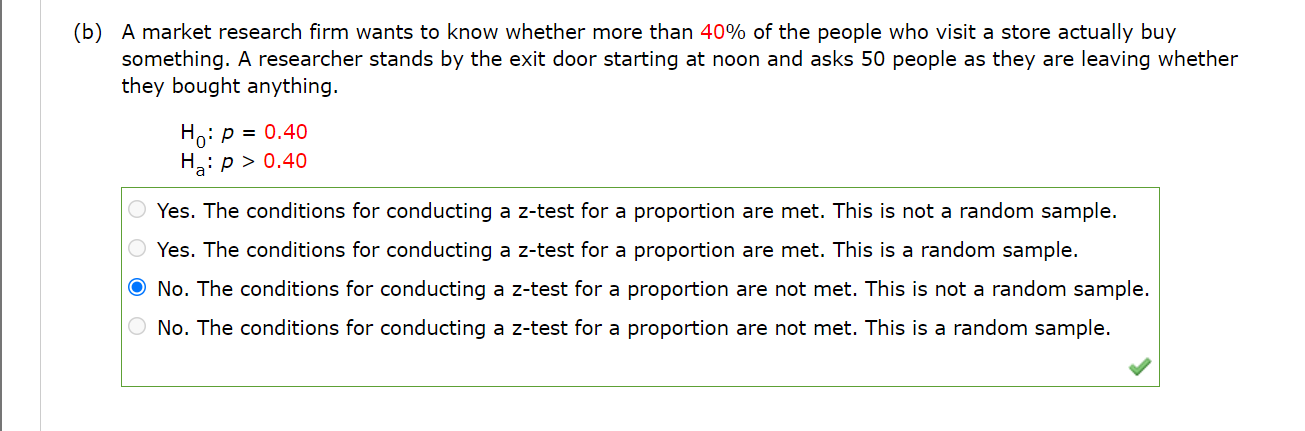 (b) A market research firm wants to know whether more than 40% of the people who visit a store actually buy
something. A researcher stands by the exit door starting at noon and asks 50 people as they are leaving whether
they bought anything.
H0: p = 0.40
Ha: p > 0.40
Yes. The conditions for conducting a z-test for a proportion are met. This is not a random sample.
Yes. The conditions for conducting a z-test for a proportion are met. This is a random sample.
No. The conditions for conducting a z-test for a proportion are not met. This is not a random sample.
No. The conditions for conducting a z-test for a proportion are not met. This is a random sample.